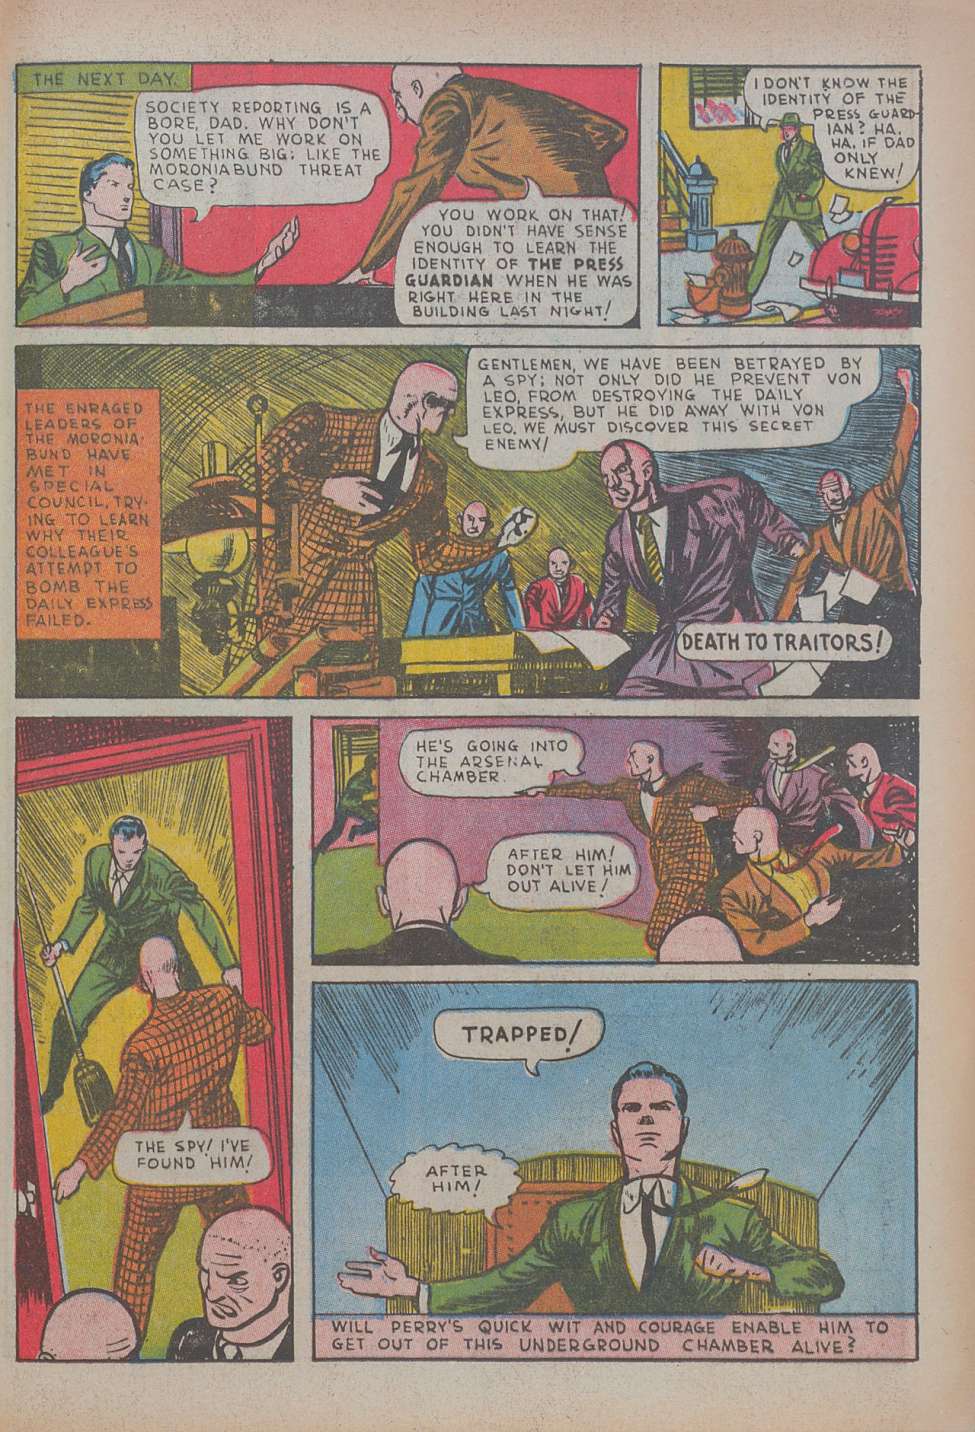 THE NEXT DAY.
SOCIETY REPORTING IS A
BORE, DAD. WHY DON'T
YOU LET ME WORK ON
SOMETHING BIG; LIKE THE
MORONIABUND THREAT
CASE?
YOU WORK ON THAT!
YOU DIDN'T HAVE SENSE
ENOUGH TO LEARN THE
IDENTITY OF THE PRESS
GUARDIAN WHEN HE WAS
RIGHT HERE IN THE
BUILDING LAST NIGHT!
I DON'T KNOW THE
IDENTITY OF THE
PRESS GUARD-
IAN? HA.
HA. IF DAD
ONLY
KNEW!
THE ENRAGED
LEADERS OF
THE MORONIA-
BUND HAVE
MET IN
SPECIAL
COUNCIL, TRY-
ING TO LEARN
WHY THEIR
COLLEAGUE'S
ATTEMPT TO
BOMB THE
DAILY EXPRESS
FAILED.
GENTLEMEN, WE HAVE BEEN BETRAYED BY
A SPY; NOT ONLY DID HE PREVENT VON
LEO, FROM DESTROYING THE DAILY
EXPRESS, BUT HE DID AWAY WITH VON
LEO. WE MUST DISCOVER THIS SECRET
ENEMY!
DEATH TO TRAITORS!
THE SPY! I'VE
FOUND HIM!
HE'S GOING INTO
THE ARSENAL
CHAMBER.
AFTER HIM!
DON'T LET HIM
OUT ALIVE!
TRAPPED!
AFTER
HIM!
WILL PERRY'S QUICK WIT AND COURAGE ENABLE HIM TO
GET OUT OF THIS UNDERGROUND CHAMBER ALIVE?